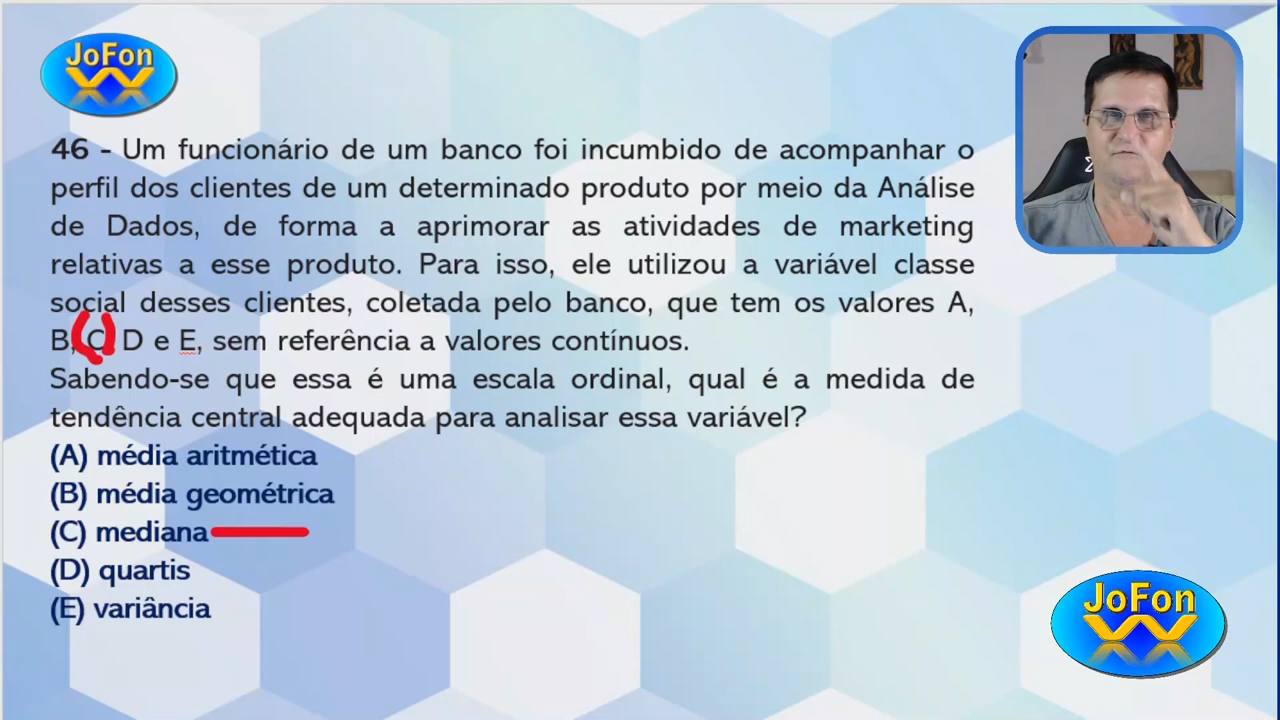 JoFon
46 - Um funcionário de um banco foi incumbido de acompanhar o
perfil dos clientes de um determinado produto por meio da Análise
de Dados, de forma a aprimorar as atividades de marketing
relativas a esse produto. Para isso, ele utilizou a variável classe
social desses clientes, coletada pelo banco, que tem os valores A,
B, C, D e E, sem referência a valores contínuos.
Sabendo-se que essa é uma escala ordinal, qual é a medida de
tendência central adequada para analisar essa variável?
(A) média aritmética
(B) média geométrica
(C) mediana
(D) quartis
(E) variância
JoFon